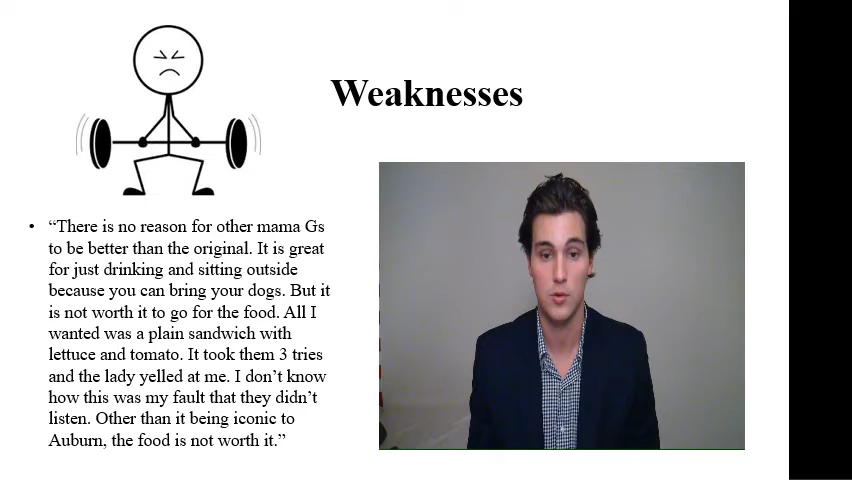 Weaknesses
• “There is no reason for other mama Gs
to be better than the original. It is great
for just drinking and sitting outside
because you can bring your dogs. But it
is not worth it to go for the food. All I
wanted was a plain sandwich with
lettuce and tomato. It took them 3 tries
and the lady yelled at me. I don’t know
how this was my fault that they didn’t
listen. Other than it being iconic to
Auburn, the food is not worth it.”